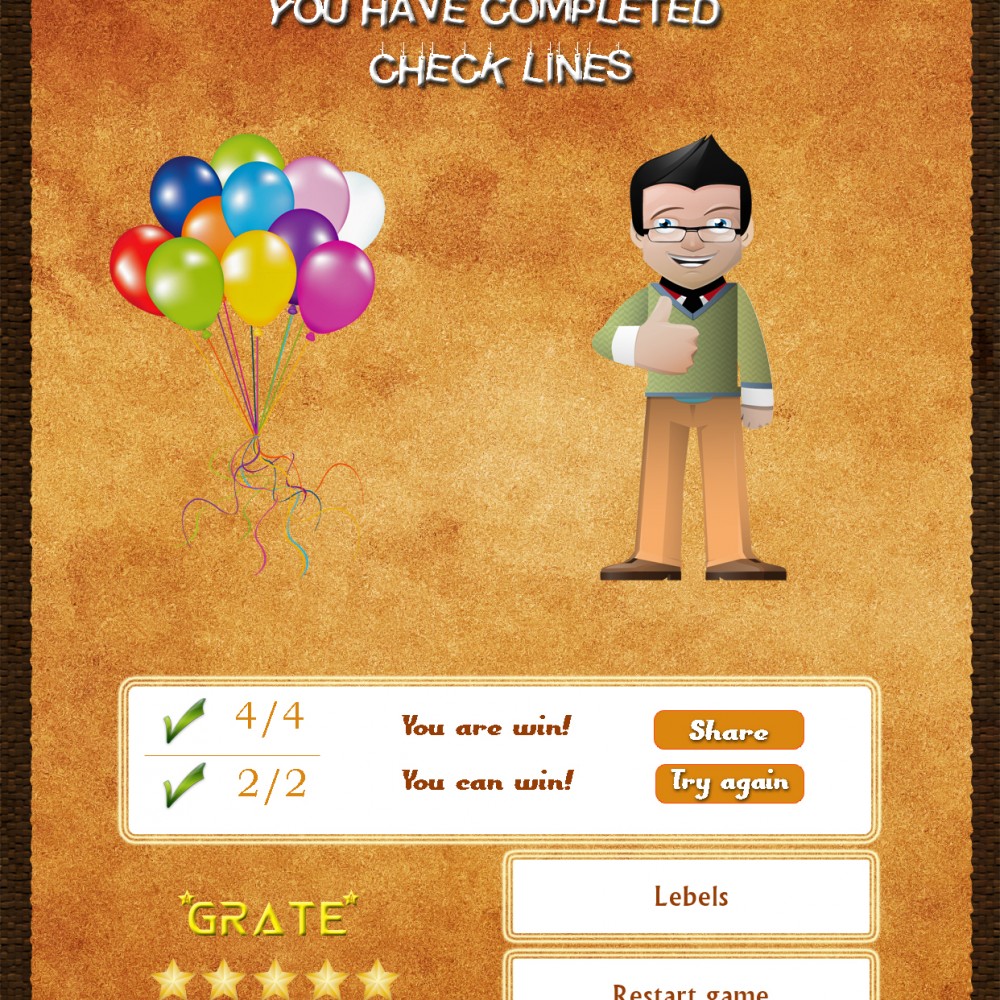 YOU HAVE COMPLETED
CHECK LINES
4/4 You are win! Share
2/2 You can win! Try again
GRATE
Lebels
Restart game